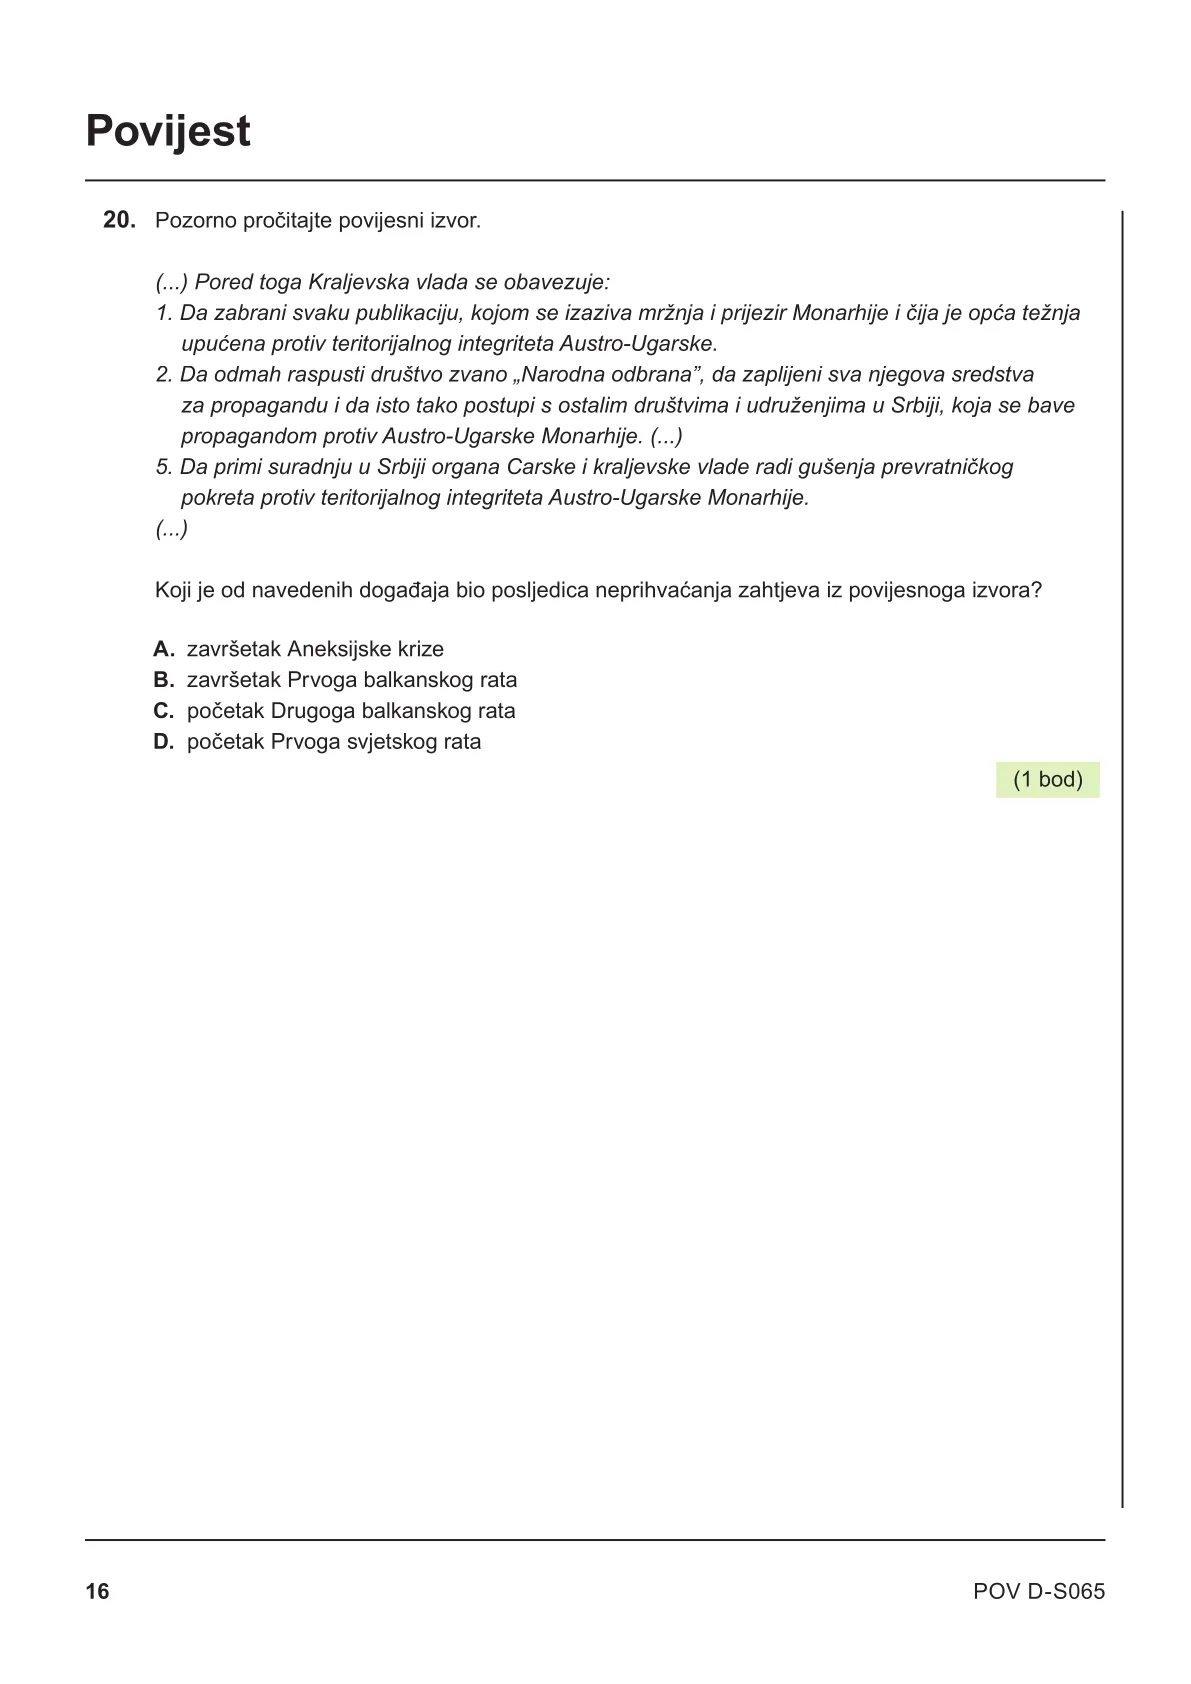 Povijest
20. Pozorno pročitajte povijesni izvor.
(...) Pored toga Kraljevska vlada se obavezuje:
1. Da zabrani svaku publikaciju, kojom se izaziva mržnja i prijezir Monarhije i čija je opća težnja
upućena protiv teritorijalnog integriteta Austro-Ugarske.
2. Da odmah raspusti društvo zvano „Narodna odbrana”, da zaplijeni sva njegova sredstva
za propagandu i da isto tako postupi s ostalim društvima i udruženjima u Srbiji, koja se bave
propagandom protiv Austro-Ugarske Monarhije. (...)
5. Da primi suradnju u Srbiji organa Carske i kraljevske vlade radi gušenja prevratničkog
pokreta protiv teritorijalnog integriteta Austro-Ugarske Monarhije.
(...)
Koji je od navedenih događaja bio posljedica neprihvaćanja zahtjeva iz povijesnoga izvora?
A. završetak Aneksijske krize
B. završetak Prvoga balkanskog rata
C. početak Drugoga balkanskog rata
D. početak Prvoga svjetskog rata
(1 bod)
16
POV D-S065